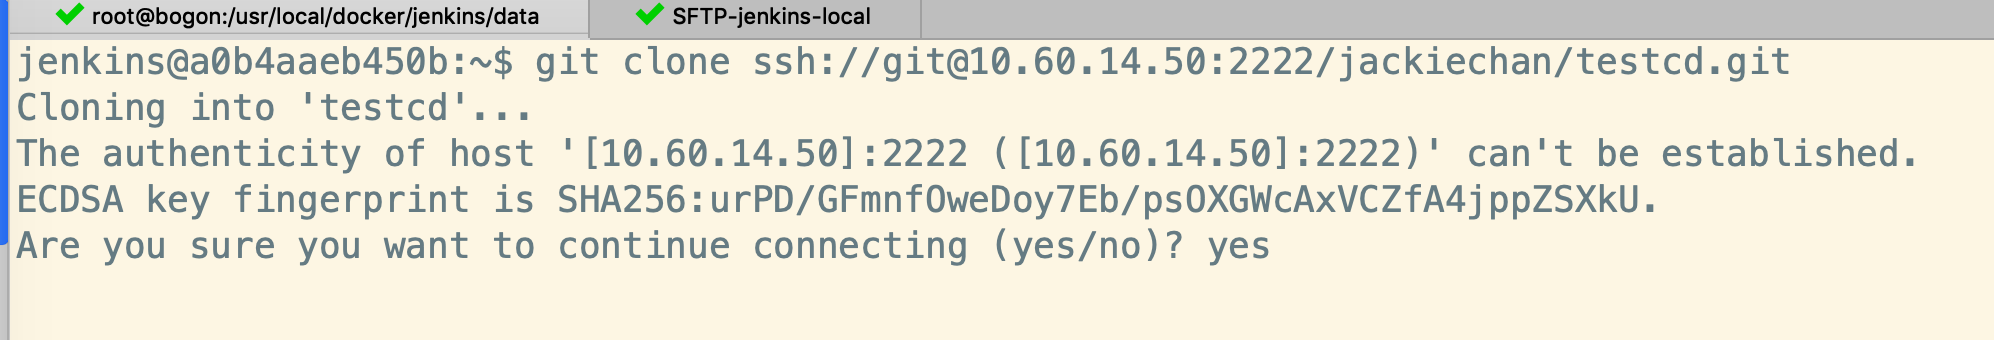 root@bogon:/usr/local/docker/jenkins/data
SFTP-jenkins-local
jenkins@a0b4aaeb450b:~$ git clone ssh://git@10.60.14.50:2222/jackiechan/testcd.git
Cloning into 'testcd'...
The authenticity of host '[10.60.14.50]:2222 ([10.60.14.50]:2222)' can't be established.
ECDSA key fingerprint is SHA256:urPD/GFmnfOweDoy7Eb/psOXGWcAxVCZfA4jppZSXkU.
Are you sure you want to continue connecting (yes/no)? yes